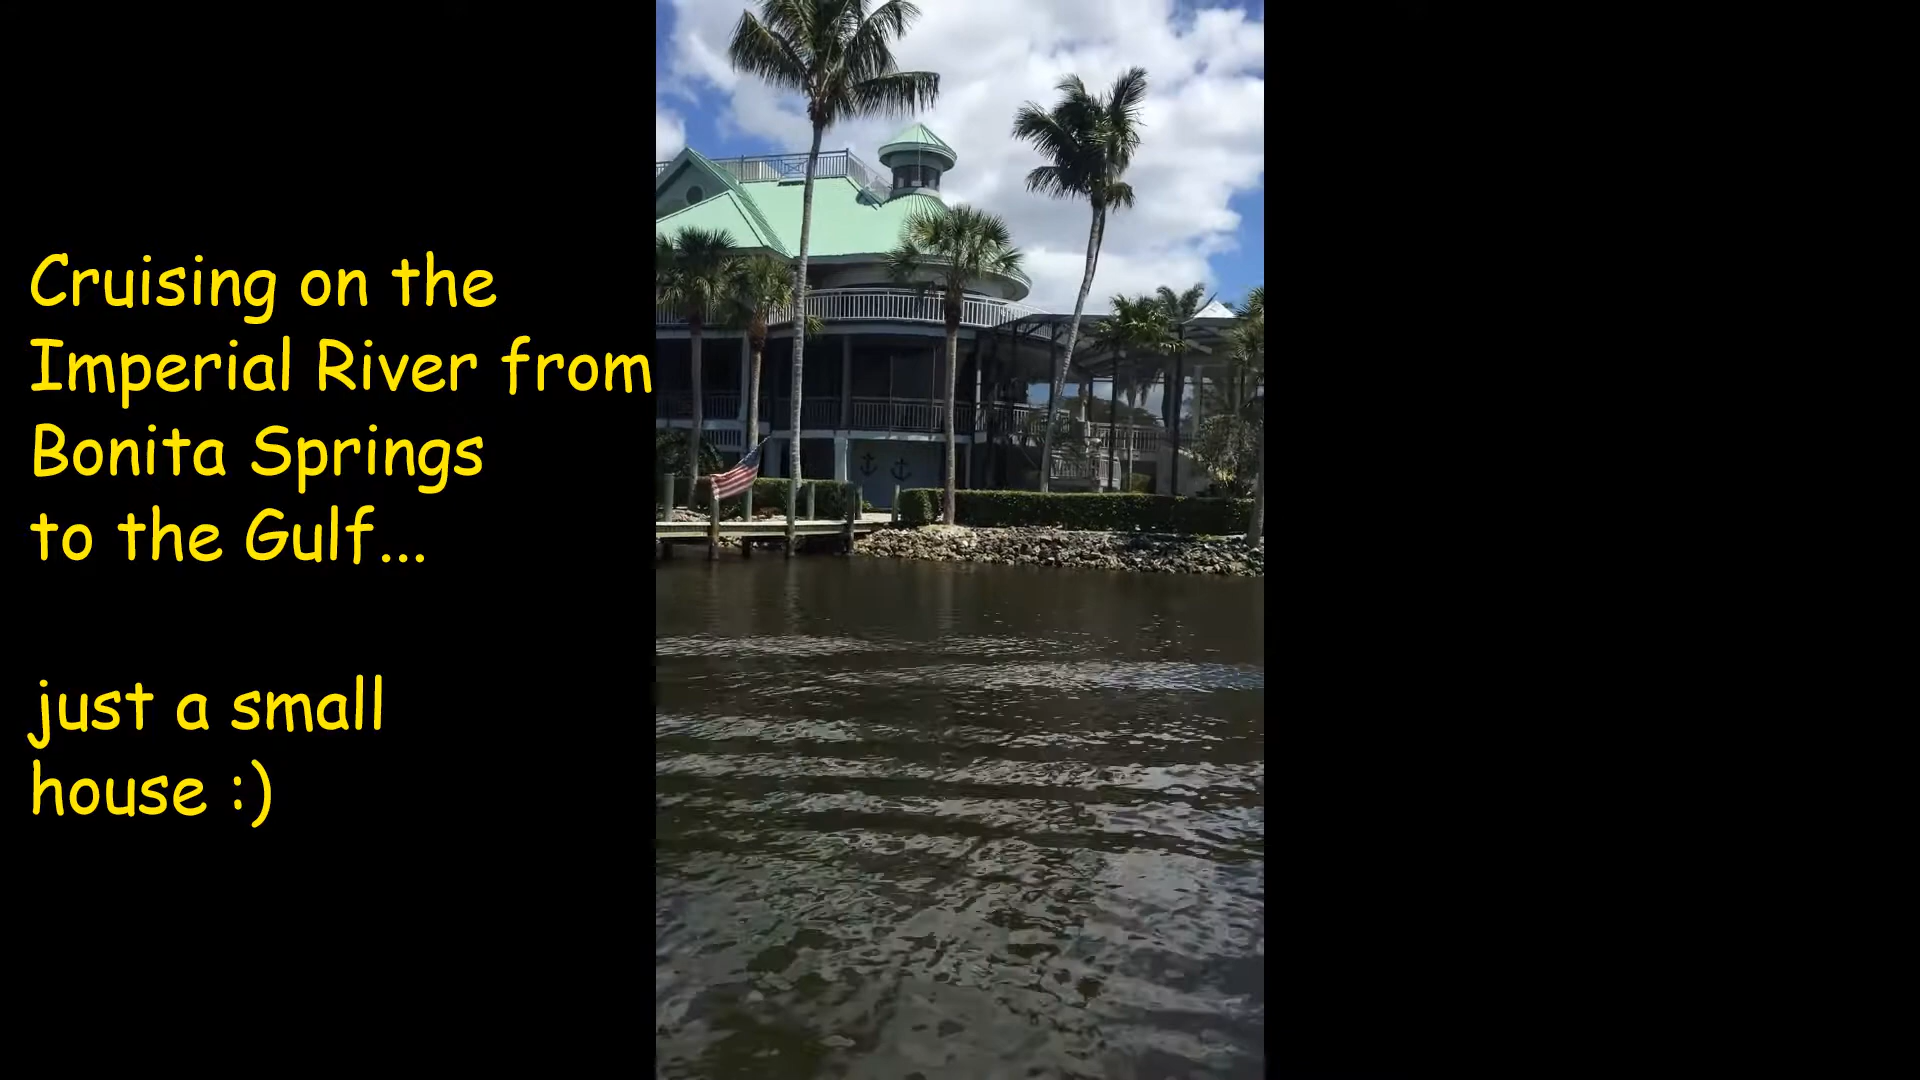 Cruising on the
Imperial River from
Bonita Springs
to the Gulf...
just a small
house :)